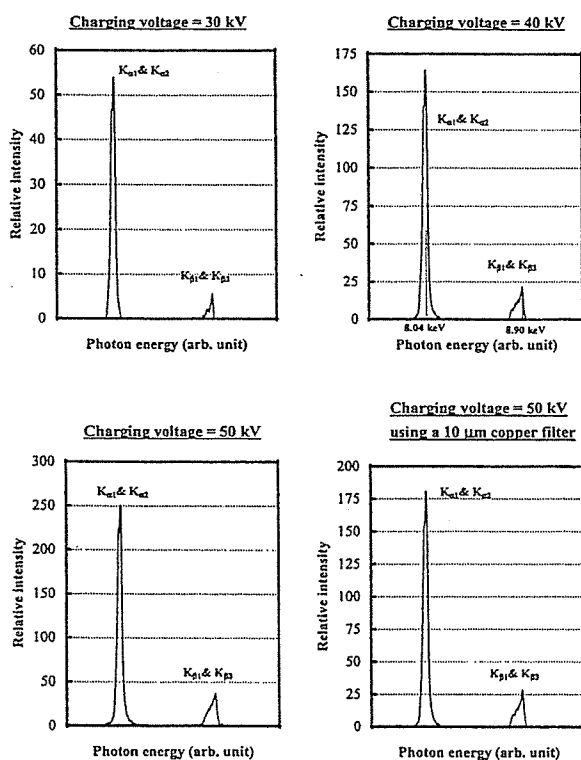 Charging voltage = 30 kV
60
50
40
30
20
10
0
Relative intensity
Kα1 & Kα2
Kβ1 & Kβ3
Photon energy (arb. unit)
Charging voltage = 40 kV
175
150
125
100
75
50
25
0
Relative intensity
Kα1 & Kα2
Kβ1 & Kβ3
8.04 keV
8.90 keV
Photon energy (arb. unit)
Charging voltage = 50 kV
300
250
200
150
100
50
0
Relative intensity
Kα1 & Kα2
Kβ1 & Kβ3
Photon energy (arb. unit)
Charging voltage = 50 kV
using a 10 µm copper filter
200
175
150
125
100
75
50
25
0
Relative intensity
Kα1 & Kα2
Kβ1 & Kβ3
Photon energy (arb. unit)